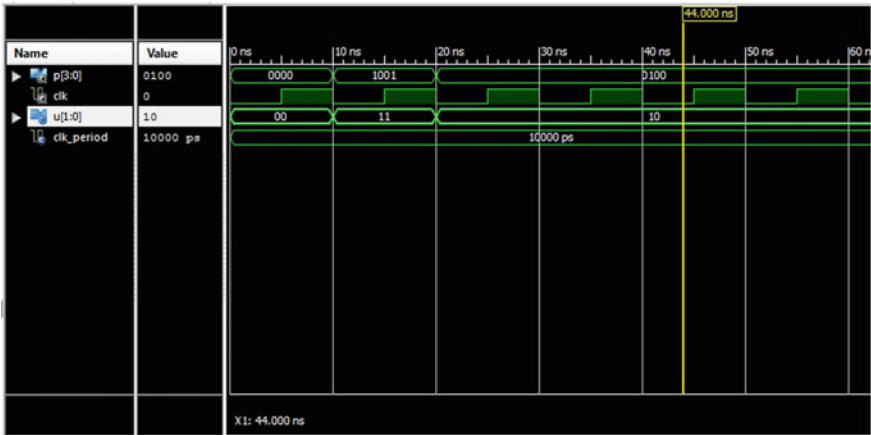 44.000 ns
Name Value 0 ns 10 ns 20 ns 30 ns 40 ns 50 ns 60 n
p[3:0] 0100 0000 1001 0100
clk 0
u[1:0] 10 00 11 10
clk_period 10000 ps 10000 ps
X1: 44.000 ns